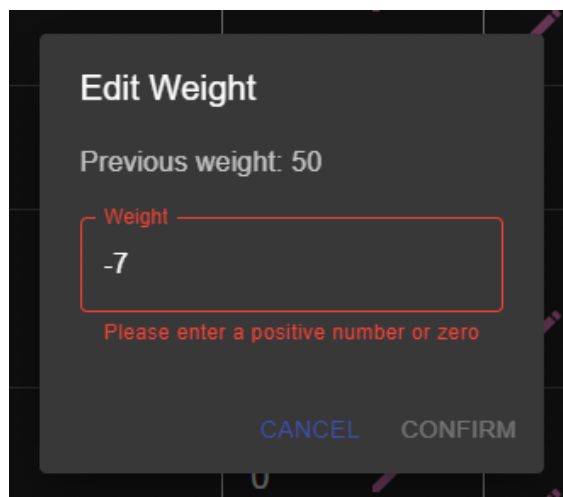 Edit Weight
Previous weight: 50
Weight
-7
Please enter a positive number or zero
CANCEL CONFIRM
0